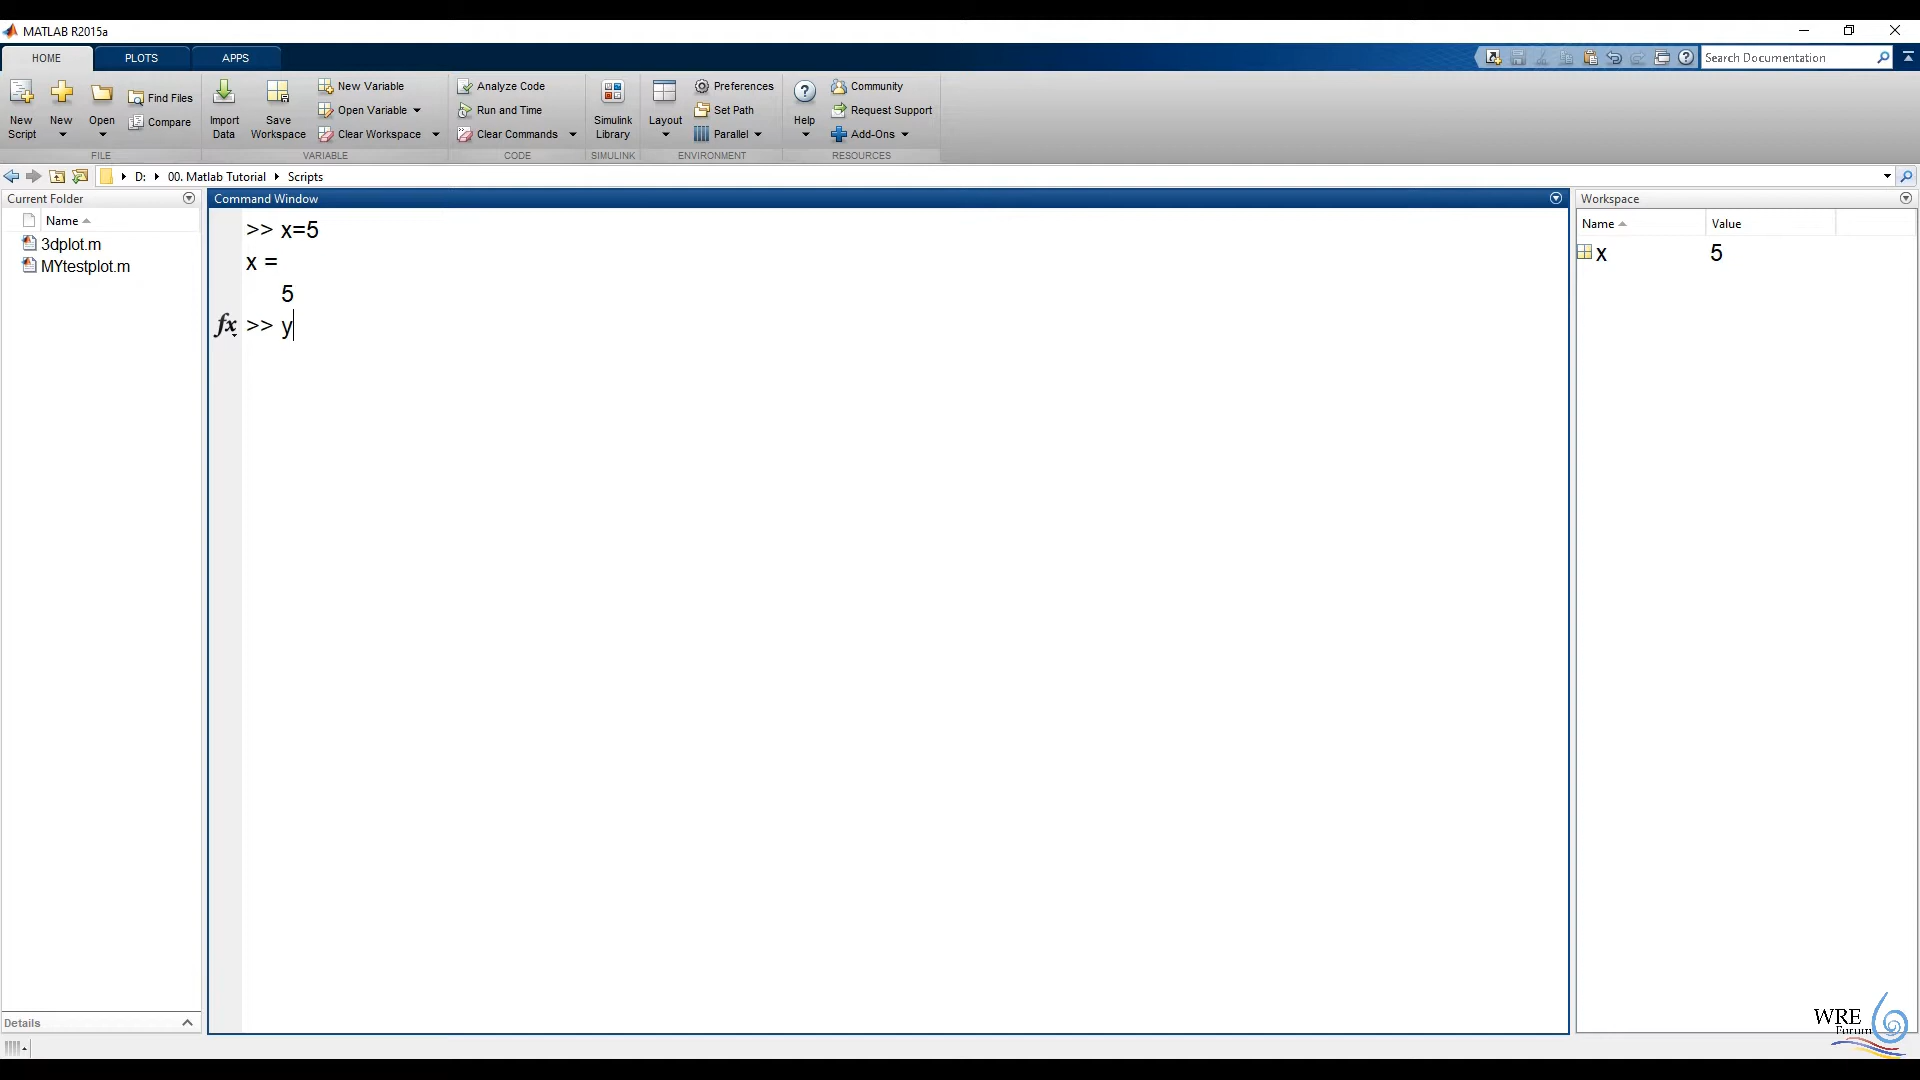 MATLAB R2015a
HOME PLOTS APPS
Search Documentation
New Script
New
Open
Find Files
Compare
FILE
Import Data
Save Workspace
New Variable
Open Variable
Clear Workspace
VARIABLE
Analyze Code
Run and Time
Clear Commands
CODE
Simulink Library
SIMULINK
Layout
Preferences
Set Path
Parallel
ENVIRONMENT
Help
Community
Request Support
Add-Ons
RESOURCES
D: 00. Matlab Tutorial Scripts
Current Folder
Name
3dplot.m
MYtestplot.m
Details
Command Window
>> x=5
x =
5
fx >> y
Workspace
Name Value
x 5
WRE
Forum